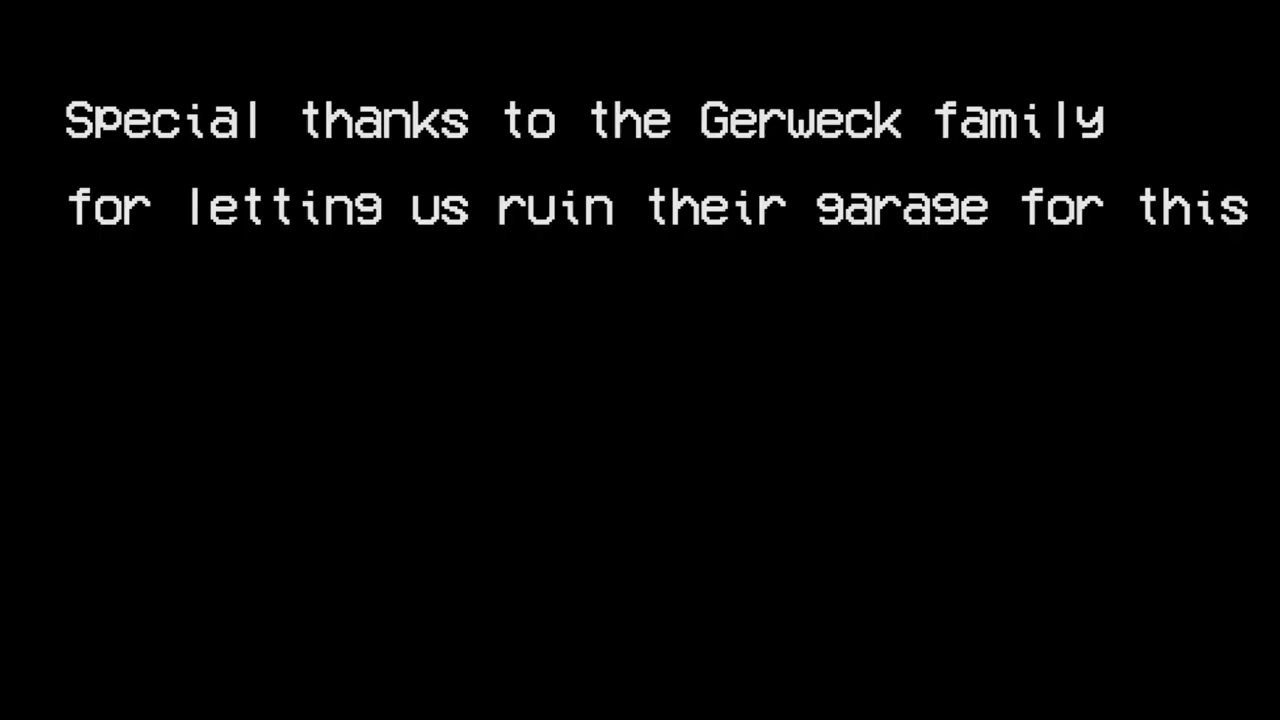 Special thanks to the Gerweck family
for letting us ruin their garage for this